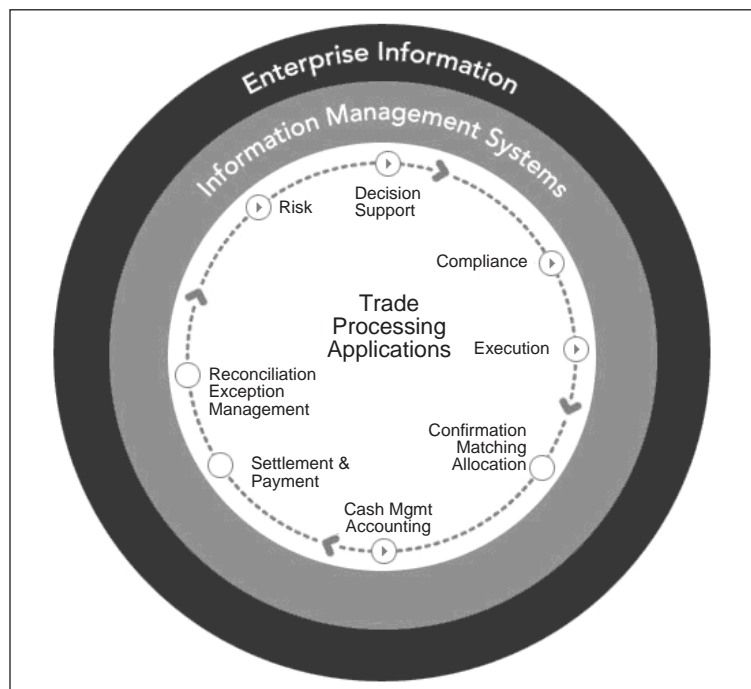 Enterprise Information
Information Management Systems
Decision
Support
Risk
Compliance
Trade
Processing
Applications
Execution
Reconciliation
Exception
Management
Confirmation
Matching
Allocation
Settlement &
Payment
Cash Mgmt
Accounting